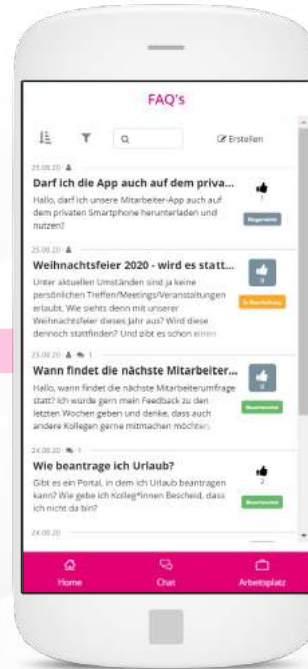 FAQ's
Erstellen
25.08.20
Darf ich die App auch auf dem priva...
Hallo, darf ich unsere Mitarbeiter-App auch auf
dem privaten Smartphone herunterladen und
nutzen?
1
Eingereicht
25.08.20
Weihnachtsfeier 2020 - wird es statt...
Unter aktuellen Umständen sind ja keine
persönlichen Treffen/Meetings/Veranstaltungen
erlaubt. Wie siehts denn mit unserer
Weihnachtsfeier dieses Jahr aus? Wird diese
dennoch stattfinden? Und gibt es schon einen
In Bearbeitung
25.08.20 1
Wann findet die nächste Mitarbeiter...
Hallo, wann findet die nächste Mitarbeiterumfrage
statt? Ich würde gern mein Feedback zu den
letzten Wochen geben und denke, dass auch
andere Kollegen gerne mitmachen möchten.
Beantwortet
24.08.20 1
Wie beantrage ich Urlaub?
Gibt es ein Portal, in dem ich Urlaub beantragen
kann? Wie gebe ich Kolleg*innen Bescheid, dass
ich nicht da bin?
2
Beantwortet
24.08.20
Home
Chat
Arbeitsplatz